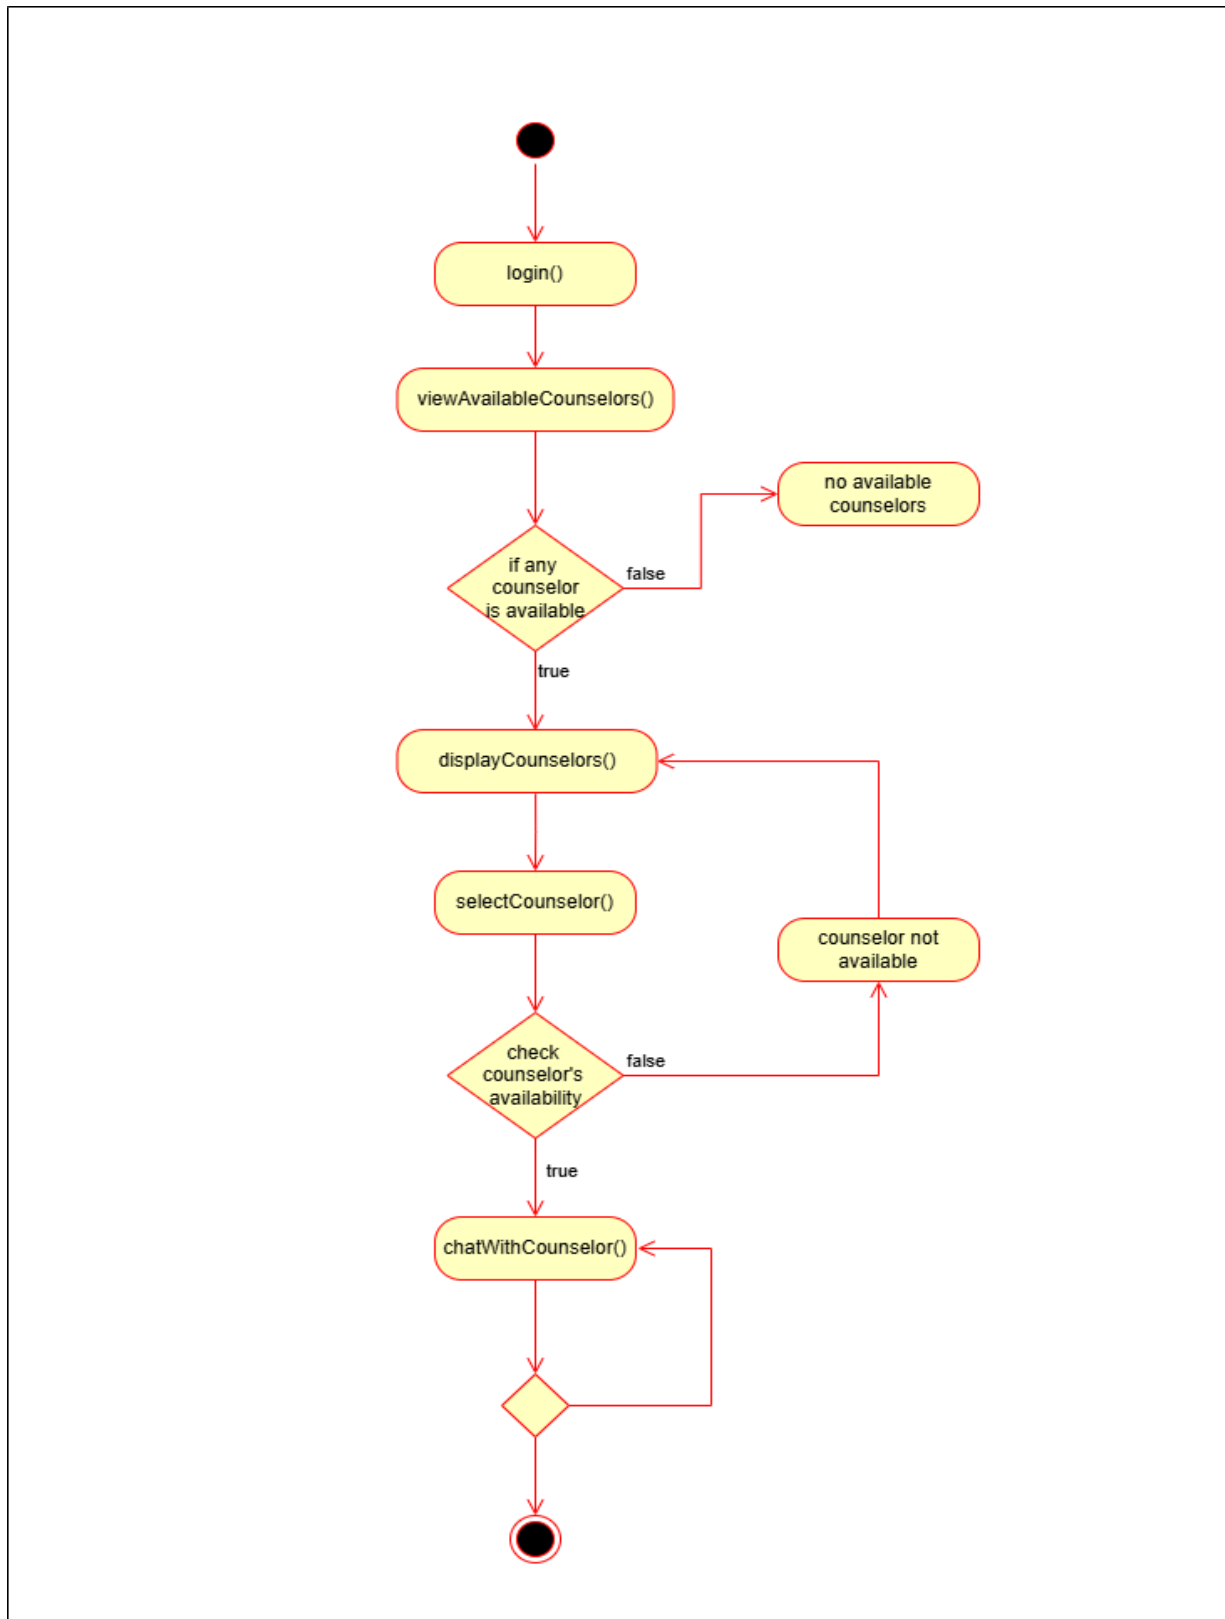 login()
viewAvailableCounselors()
no available
counselors
if any
counselor
is available
false
true
displayCounselors()
selectCounselor()
counselor not
available
check
counselor's
availability
false
true
chatWithCounselor()